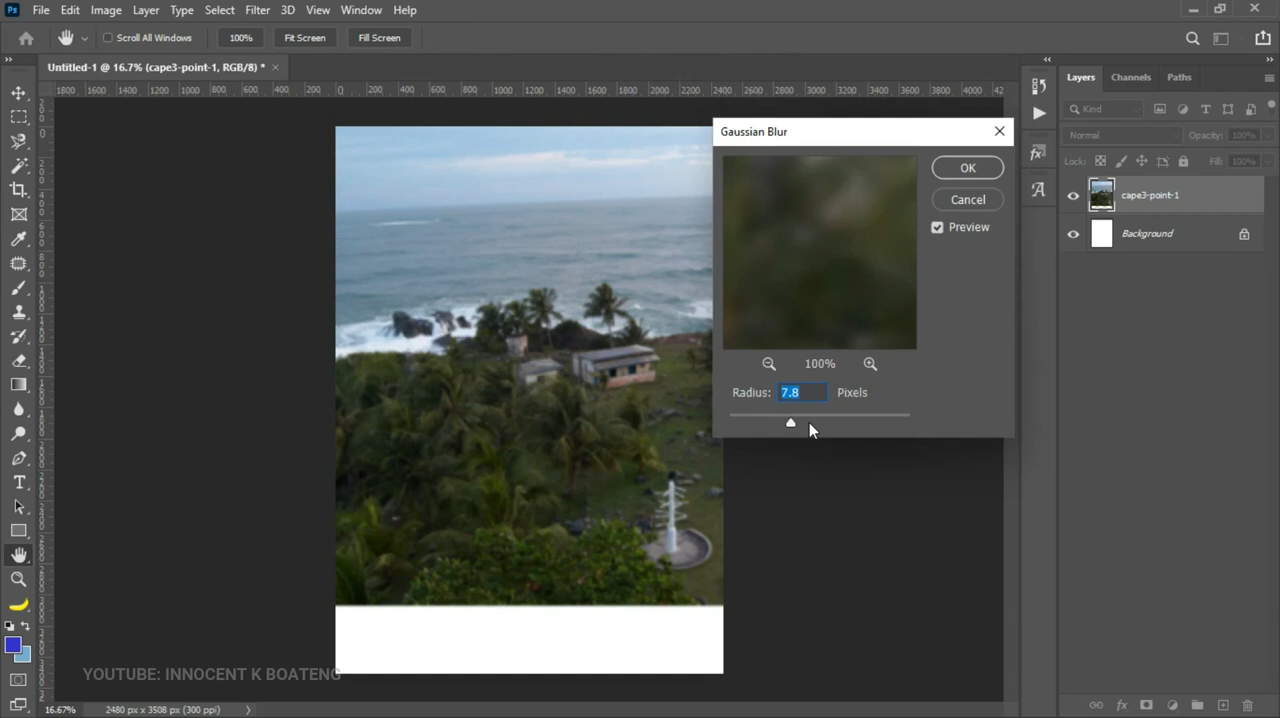 Ps File Edit Image Layer Type Select Filter 3D View Window Help
Scroll All Windows 100% Fit Screen Fill Screen
Untitled-1 @ 16.7% (cape3-point-1, RGB/8) *
1800 1600 1400 1200 1000 800 600 400 200 0 200 400 600 800 1000 1200 1400 1600 1800 2000 2200 2400 2600 2800 3000 3200 3400 3600 3800 4000 42
Layers Channels Paths
Kind
Normal Opacity: 100%
Lock: Fill: 100%
cape3-point-1
Background
Gaussian Blur
OK
Cancel
Preview
100%
Radius: 7.8 Pixels
YOUTUBE: INNOCENT K BOATENG
16.67% 2480 px x 3508 px (300 ppi)